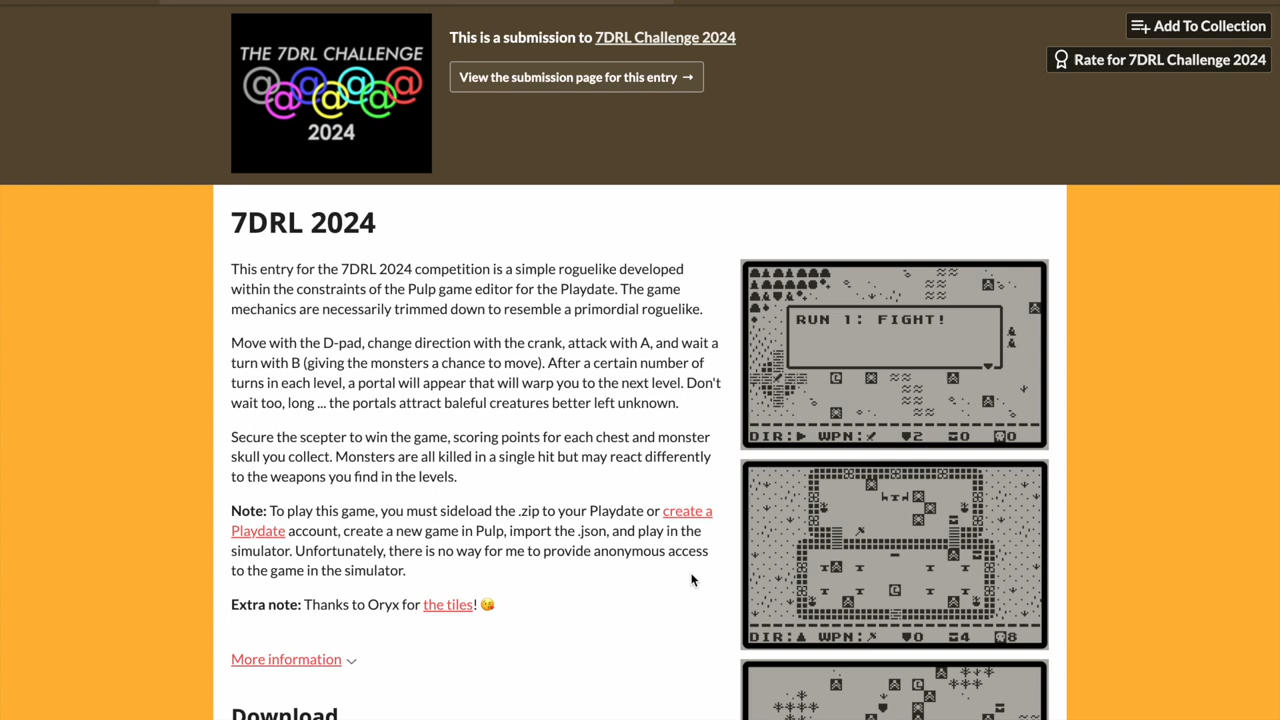 THE 7DRL CHALLENGE
@@@@@@@
2024
This is a submission to 7DRL Challenge 2024
View the submission page for this entry →
Add To Collection
Rate for 7DRL Challenge 2024
7DRL 2024
This entry for the 7DRL 2024 competition is a simple roguelike developed
within the constraints of the Pulp game editor for the Playdate. The game
mechanics are necessarily trimmed down to resemble a primordial roguelike.
Move with the D-pad, change direction with the crank, attack with A, and wait a
turn with B (giving the monsters a chance to move). After a certain number of
turns in each level, a portal will appear that will warp you to the next level. Don't
wait too, long ... the portals attract baleful creatures better left unknown.
Secure the scepter to win the game, scoring points for each chest and monster
skull you collect. Monsters are all killed in a single hit but may react differently
to the weapons you find in the levels.
Note: To play this game, you must sideload the .zip to your Playdate or create a
Playdate account, create a new game in Pulp, import the .json, and play in the
simulator. Unfortunately, there is no way for me to provide anonymous access
to the game in the simulator.
Extra note: Thanks to Oryx for the tiles! 😘
More information
Download
RUN 1: FIGHT!
DIR: WPN: 2 0 0
DIR: WPN: 0 4 8